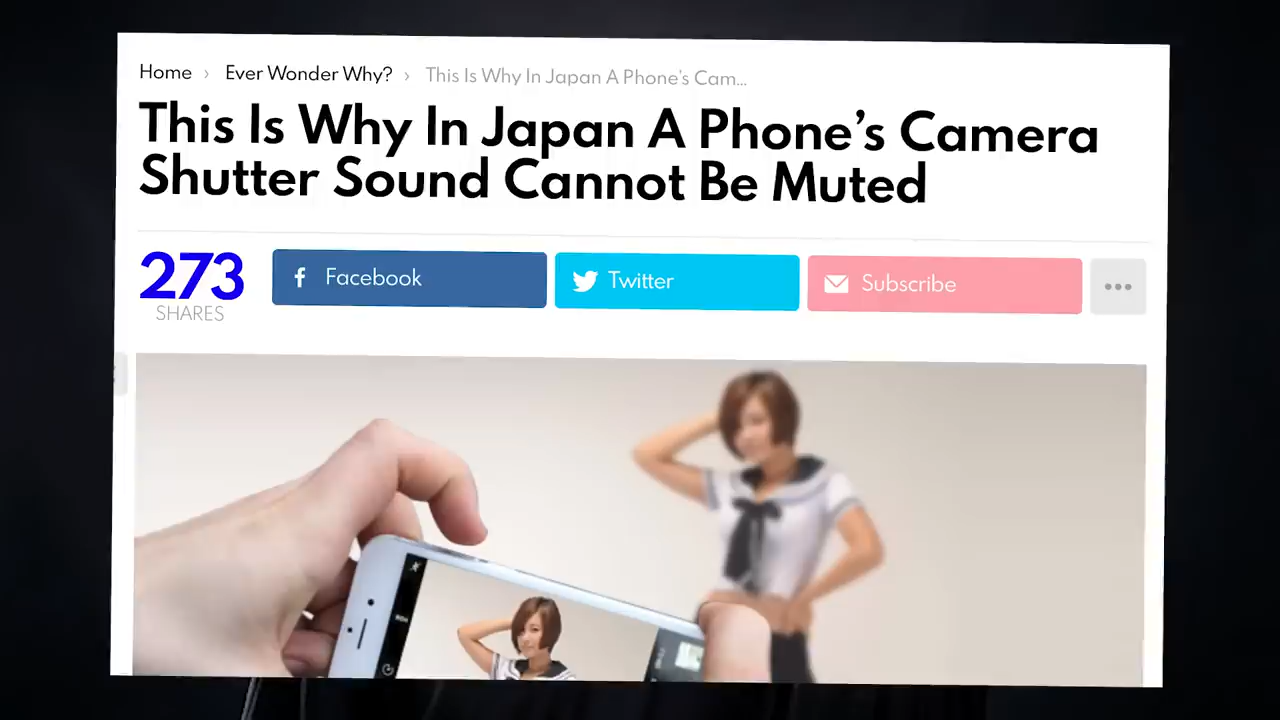 Home › Ever Wonder Why? › This Is Why In Japan A Phone's Cam...
This Is Why In Japan A Phone's Camera
Shutter Sound Cannot Be Muted
273
SHARES
Facebook
Twitter
Subscribe